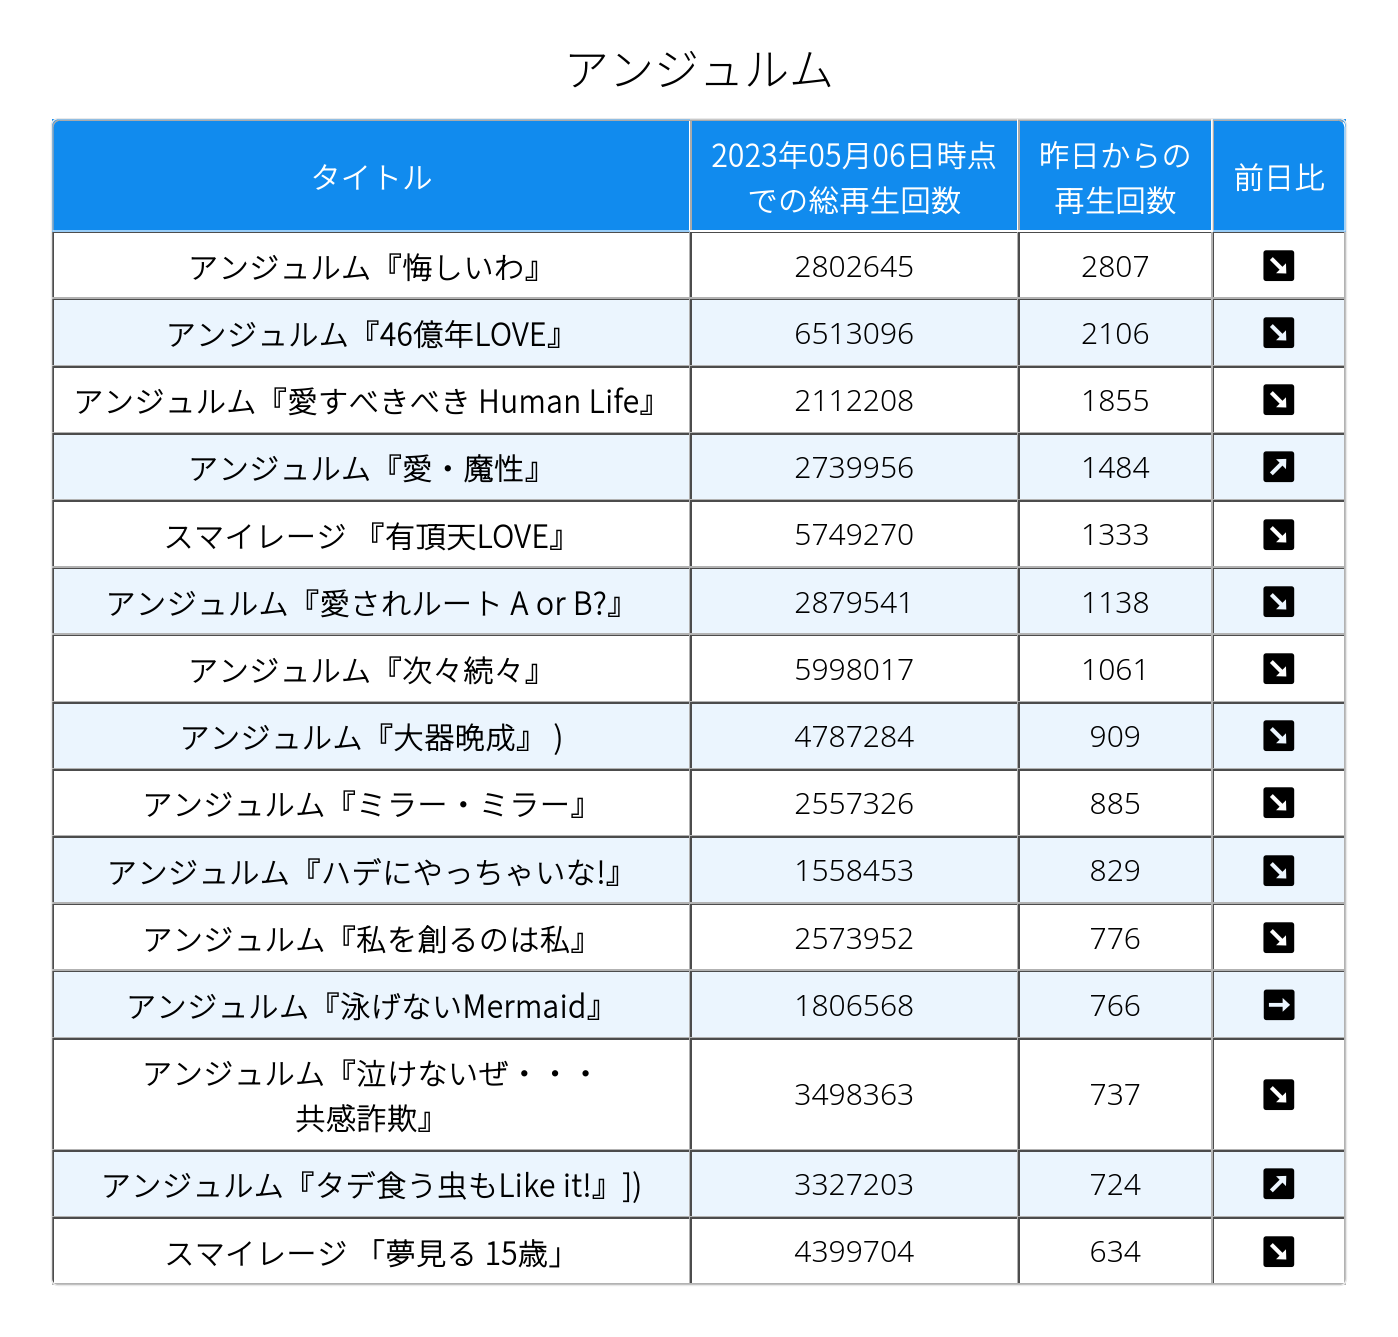 アンジュルム
タイトル 2023年05月06日時点 昨日からの 前日比
での総再生回数 再生回数
アンジュルム『悔しいわ』 2802645 2807 ↘
アンジュルム『46億年LOVE』 6513096 2106 ↘
アンジュルム『愛すべきべき Human Life』 2112208 1855 ↘
アンジュルム『愛・魔性』 2739956 1484 ↗
スマイレージ 『有頂天LOVE』 5749270 1333 ↘
アンジュルム『愛されルート A or B?』 2879541 1138 ↘
アンジュルム『次々続々』 5998017 1061 ↘
アンジュルム『大器晩成』 ) 4787284 909 ↘
アンジュルム『ミラー・ミラー』 2557326 885 ↘
アンジュルム『ハデにやっちゃいな!』 1558453 829 ↘
アンジュルム『私を創るのは私』 2573952 776 ↘
アンジュルム『泳げないMermaid』 1806568 766 →
アンジュルム『泣けないぜ・・・
共感詐欺』 3498363 737 ↘
アンジュルム『タデ食う虫もLike it!』]) 3327203 724 ↗
スマイレージ 「夢見る 15歳」 4399704 634 ↘